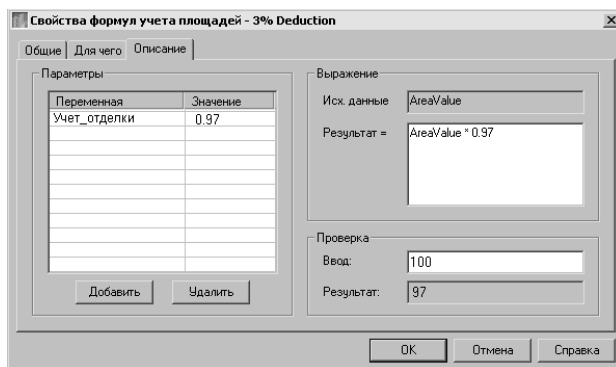 Свойства формул учета площадей - 3% Deduction
Общие Для чего Описание
Параметры
Переменная Значение
Учет_отделки 0.97
Добавить Удалить
Выражение
Исх. данные AreaValue
Результат = AreaValue * 0.97
Проверка
Ввод: 100
Результат: 97
OK Отмена Справка